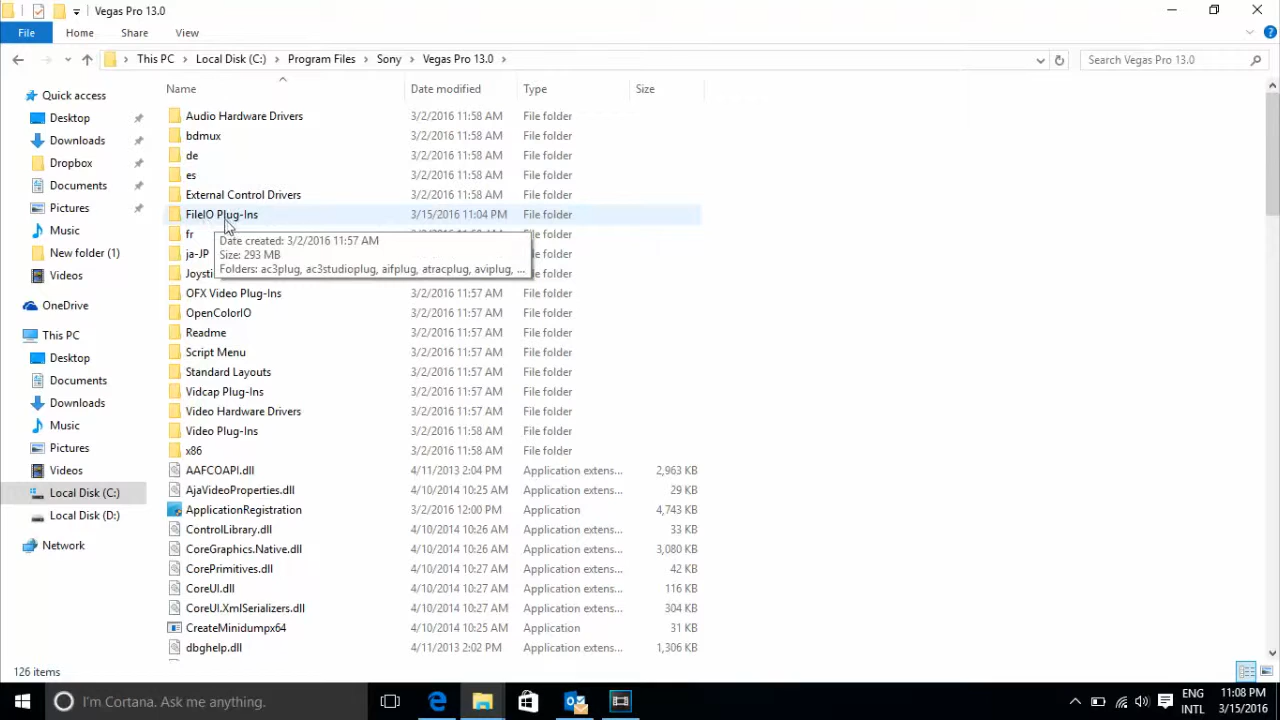 Vegas Pro 13.0
File Home Share View
This PC Local Disk (C:) Program Files Sony Vegas Pro 13.0
Search Vegas Pro 13.0
Name Date modified Type Size
Quick access
Desktop
Downloads
Dropbox
Documents
Pictures
Music
New folder (1)
Videos
OneDrive
This PC
Desktop
Documents
Downloads
Music
Pictures
Videos
Local Disk (C:)
Local Disk (D:)
Network
Audio Hardware Drivers 3/2/2016 11:58 AM File folder
bdmux 3/2/2016 11:58 AM File folder
de 3/2/2016 11:58 AM File folder
es 3/2/2016 11:58 AM File folder
External Control Drivers 3/2/2016 11:58 AM File folder
FileIO Plug-Ins 3/15/2016 11:04 PM File folder
fr 3/2/2016 11:58 AM File folder
Date created: 3/2/2016 11:57 AM
Size: 293 MB
Folders: ac3plug, ac3studioplug, aifplug, atracplug, aviplug, ...
ja-JP File folder
Joysti File folder
OFX Video Plug-Ins 3/2/2016 11:57 AM File folder
OpenColorIO 3/2/2016 11:57 AM File folder
Readme 3/2/2016 11:57 AM File folder
Script Menu 3/2/2016 11:57 AM File folder
Standard Layouts 3/2/2016 11:57 AM File folder
Vidcap Plug-Ins 3/2/2016 11:57 AM File folder
Video Hardware Drivers 3/2/2016 11:57 AM File folder
Video Plug-Ins 3/2/2016 11:58 AM File folder
x86 3/2/2016 11:58 AM File folder
AAFCOAPI.dll 4/11/2013 2:04 PM Application extens... 2,963 KB
AjaVideoProperties.dll 4/10/2014 10:25 AM Application extens... 29 KB
ApplicationRegistration 3/2/2016 12:00 PM Application 4,743 KB
ControlLibrary.dll 4/10/2014 10:26 AM Application extens... 33 KB
CoreGraphics.Native.dll 4/10/2014 10:26 AM Application extens... 3,080 KB
CorePrimitives.dll 4/10/2014 10:27 AM Application extens... 42 KB
CoreUI.dll 4/10/2014 10:27 AM Application extens... 116 KB
CoreUI.XmlSerializers.dll 4/10/2014 10:27 AM Application extens... 304 KB
CreateMinidumpx64 4/10/2014 10:25 AM Application 31 KB
dbghelp.dll 4/11/2013 2:02 PM Application extens... 1,306 KB
126 items
I'm Cortana. Ask me anything.
ENG
INTL
11:08 PM
3/15/2016